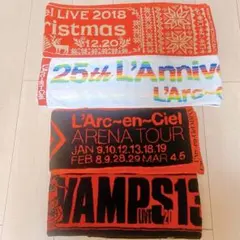 LIVE 2018
ristmas
12.20
25th L'Anniv
L'Arc~
L'Arc~en~Ciel
ARENA TOUR
JAN 9.10.12.13.18.19
FEB 8.9.28.29 MAR 4.5
VAMPS13
LIVE